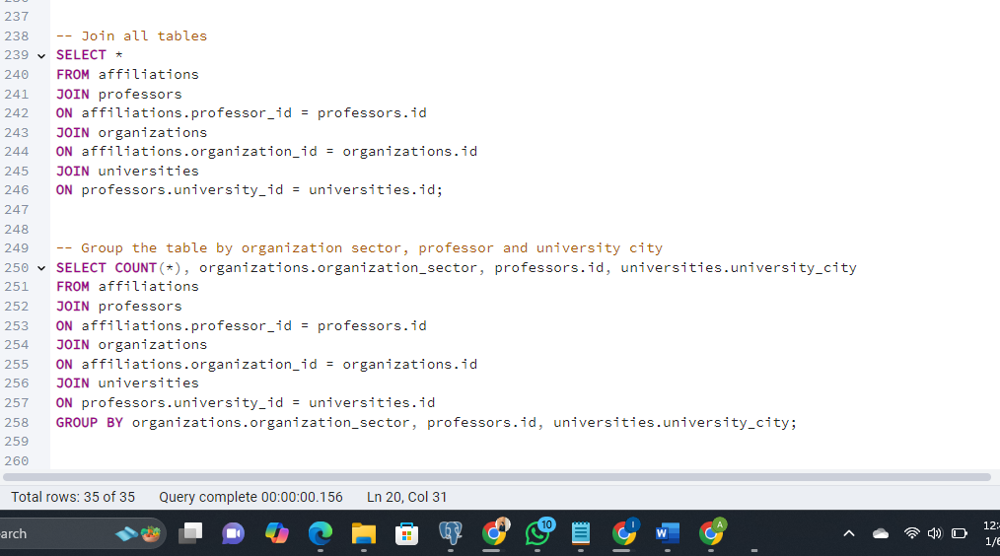 237
238 -- Join all tables
239 SELECT *
240 FROM affiliations
241 JOIN professors
242 ON affiliations.professor_id = professors.id
243 JOIN organizations
244 ON affiliations.organization_id = organizations.id
245 JOIN universities
246 ON professors.university_id = universities.id;
247
248
249 -- Group the table by organization sector, professor and university city
250 SELECT COUNT(*), organizations.organization_sector, professors.id, universities.university_city
251 FROM affiliations
252 JOIN professors
253 ON affiliations.professor_id = professors.id
254 JOIN organizations
255 ON affiliations.organization_id = organizations.id
256 JOIN universities
257 ON professors.university_id = universities.id
258 GROUP BY organizations.organization_sector, professors.id, universities.university_city;
259
260
Total rows: 35 of 35 Query complete 00:00:00.156 Ln 20, Col 31
arch 10 W A 12:
1/6